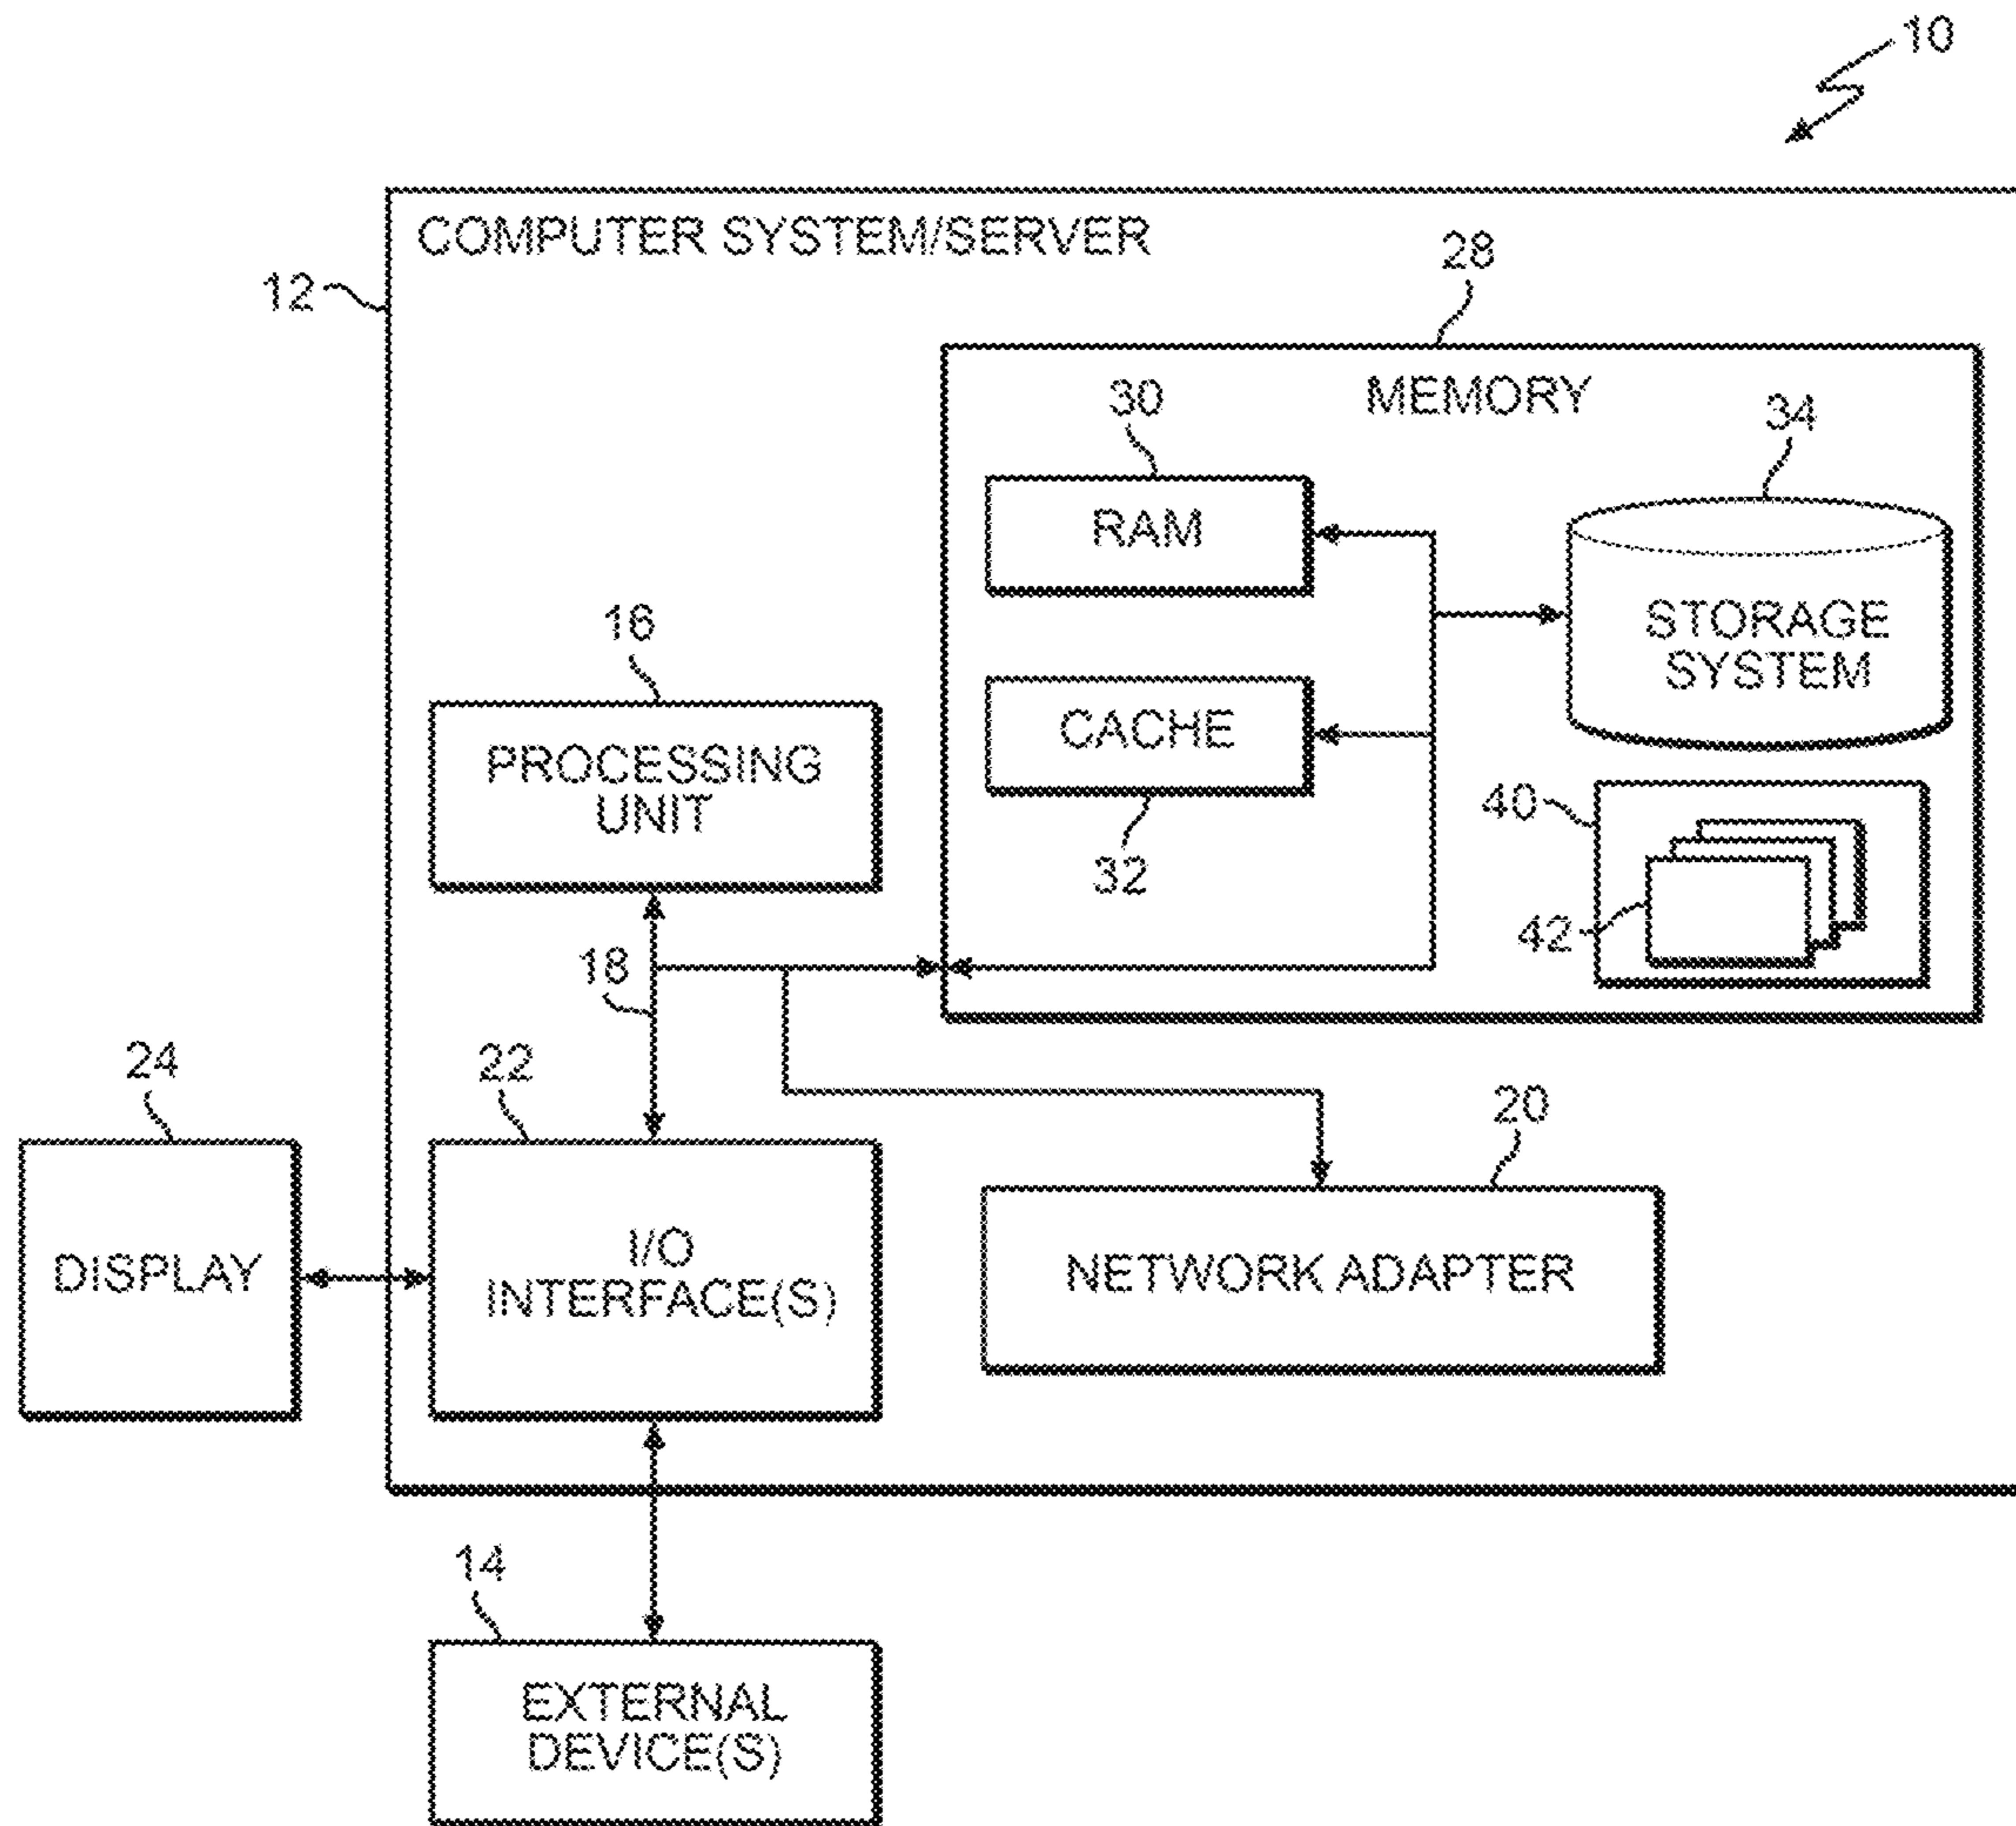 10
COMPUTER SYSTEM/SERVER
12
28
MEMORY
30
34
RAM
STORAGE
SYSTEM
16
CACHE
PROCESSING
UNIT
40
32
42
18
24
22
20
DISPLAY
I/O
INTERFACE(S)
NETWORK ADAPTER
14
EXTERNAL
DEVICE(S)